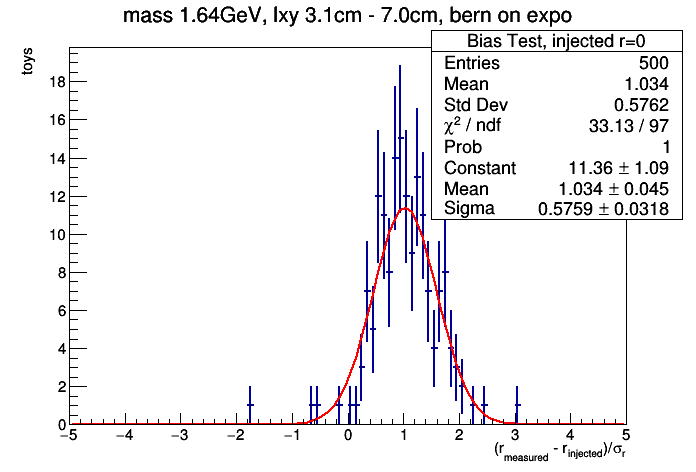 mass 1.64GeV, lxy 3.1cm - 7.0cm, bern on expo
toys
Bias Test, injected r=0
Entries 500
Mean 1.034
Std Dev 0.5762
χ² / ndf 33.13 / 97
Prob 1
Constant 11.36 ± 1.09
Mean 1.034 ± 0.045
Sigma 0.5759 ± 0.0318
18
16
14
12
10
8
6
4
2
0
−5 −4 −3 −2 −1 0 1 2 3 4 5
(r_measured - r_injected)/σ_r